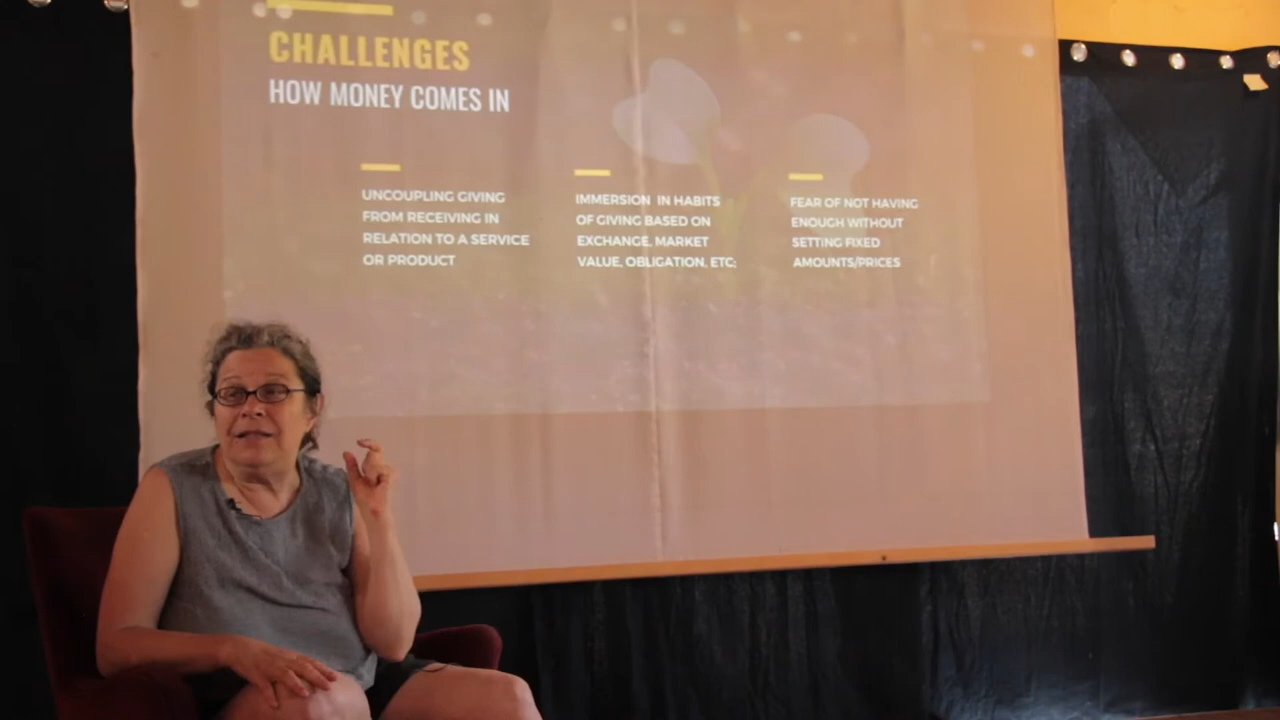 CHALLENGES
HOW MONEY COMES IN
UNCOUPLING GIVING
FROM RECEIVING IN
RELATION TO A SERVICE
OR PRODUCT
IMMERSION IN HABITS
OF GIVING BASED ON
EXCHANGE, MARKET
VALUE, OBLIGATION, ETC;
FEAR OF NOT HAVING
ENOUGH WITHOUT
SETTING FIXED
AMOUNTS/PRICES